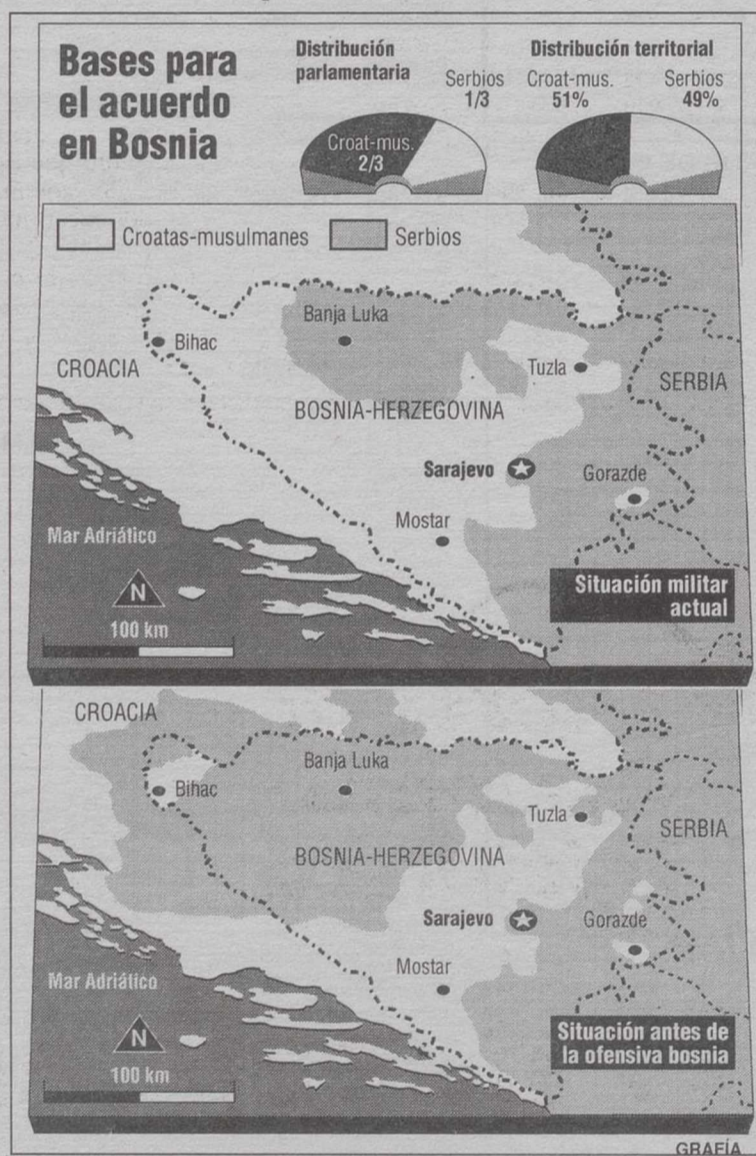 Bases para
el acuerdo
en Bosnia
Distribución
parlamentaria
Serbios
1/3
Croat-mus.
2/3
Distribución territorial
Croat-mus.
51%
Serbios
49%
Croatas-musulmanes
Serbios
Banja Luka
Bihac
CROACIA
Tuzla
SERBIA
BOSNIA-HERZEGOVINA
Sarajevo
Gorazde
Mostar
Mar Adriático
N
100 km
Situación militar
actual
CROACIA
Banja Luka
Bihac
Tuzla
SERBIA
BOSNIA-HERZEGOVINA
Sarajevo
Gorazde
Mostar
Mar Adriático
N
100 km
Situación antes de
la ofensiva bosnia
GRAFÍA